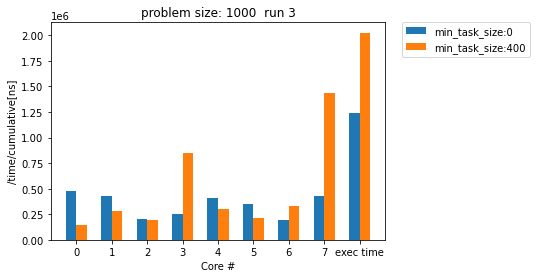 problem size: 1000  run 3
1e6
2.00
1.75
1.50
1.25
1.00
0.75
0.50
0.25
0.00
/time/cumulative[ns]
0 1 2 3 4 5 6 7 exec time
Core #
min_task_size:0
min_task_size:400